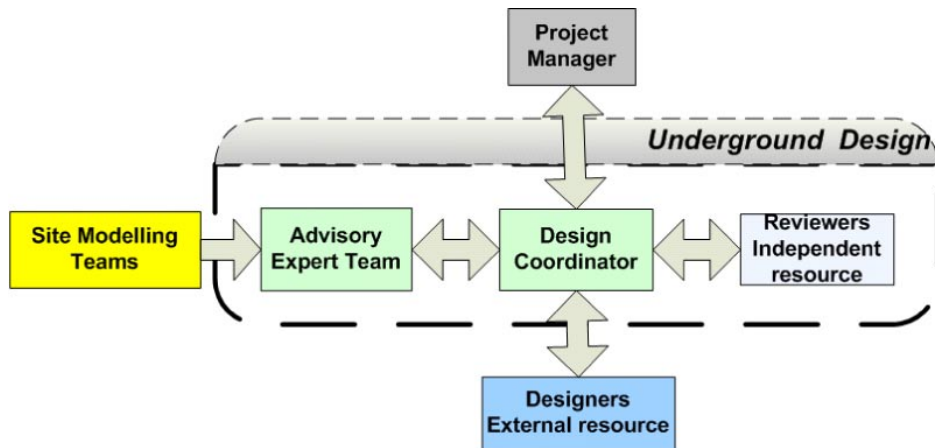 Project
Manager
Underground Design
Site Modelling
Teams
Advisory
Expert Team
Design
Coordinator
Reviewers
Independent
resource
Designers
External resource